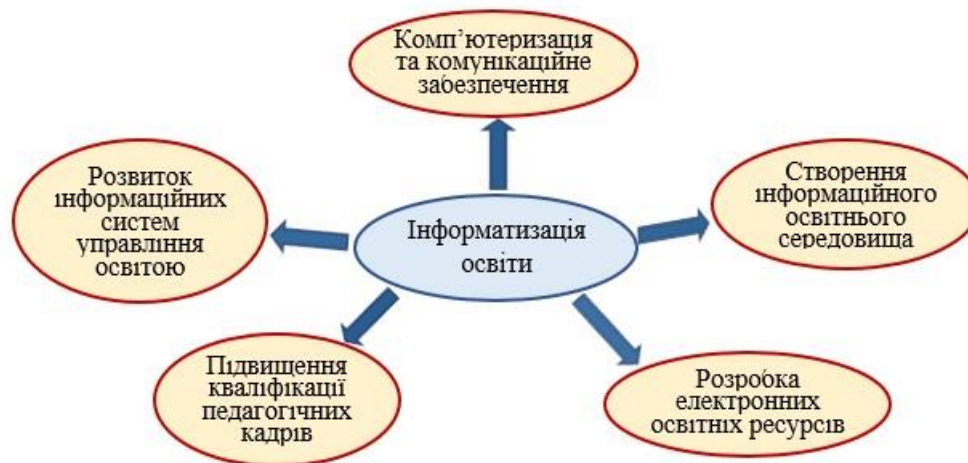 Комп’ютеризація
та комунікаційне
забезпечення
Розвиток
інформаційних
систем
управління
освітою
Інформатизація
освіти
Створення
інформаційного
освітнього
середовища
Підвищення
кваліфікації
педагогічних
кадрів
Розробка
електронних
освітніх ресурсів